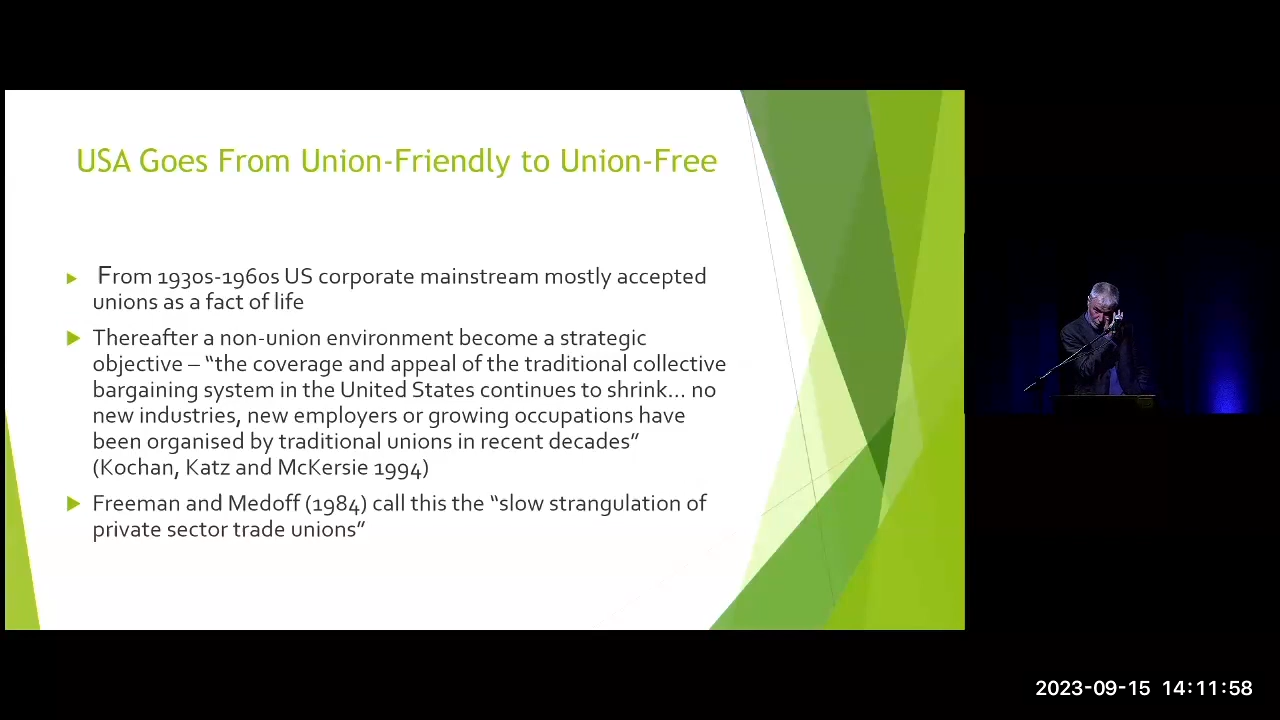 USA Goes From Union-Friendly to Union-Free
From 1930s-1960s US corporate mainstream mostly accepted
unions as a fact of life
Thereafter a non-union environment become a strategic
objective – “the coverage and appeal of the traditional collective
bargaining system in the United States continues to shrink... no
new industries, new employers or growing occupations have
been organised by traditional unions in recent decades”
(Kochan, Katz and McKersie 1994)
Freeman and Medoff (1984) call this the “slow strangulation of
private sector trade unions”
2023-09-15 14:11:58